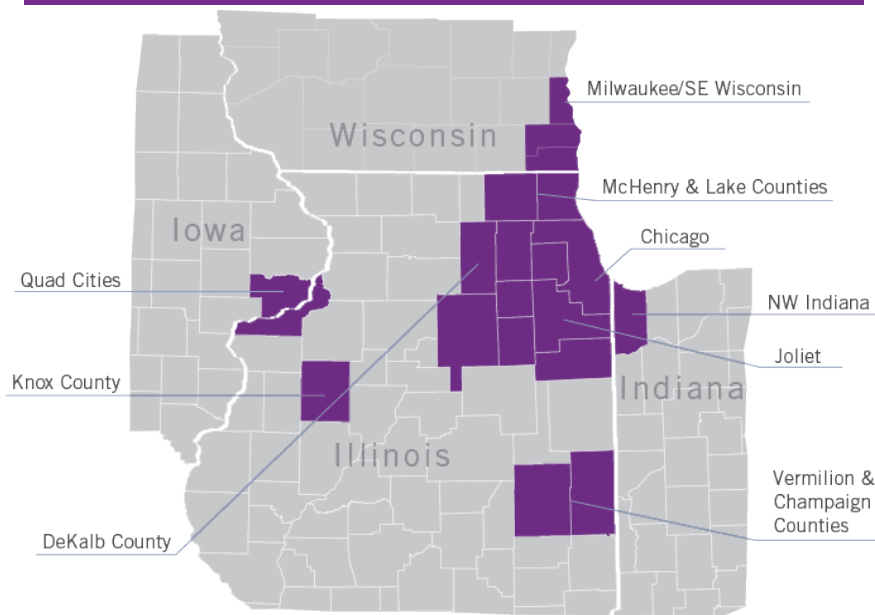 Milwaukee/SE Wisconsin
Wisconsin
McHenry & Lake Counties
Iowa
Chicago
Quad Cities
NW Indiana
Joliet
Knox County
Indiana
Illinois
Vermilion &
Champaign
Counties
DeKalb County